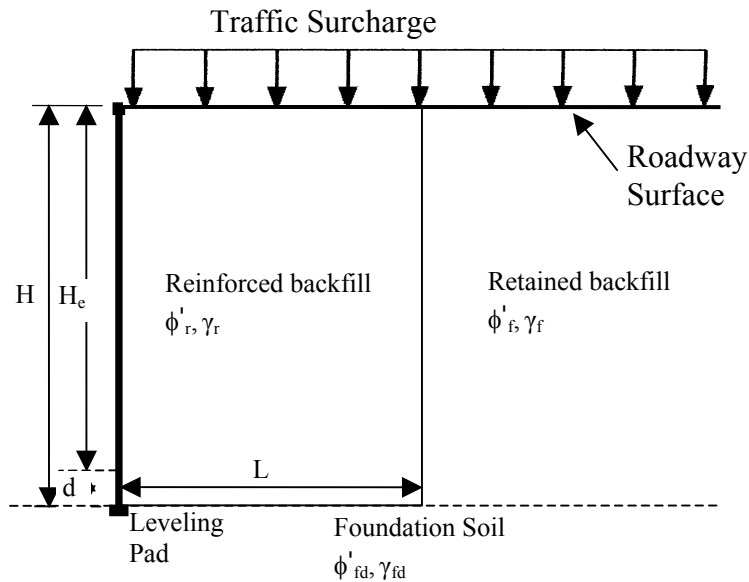 Traffic Surcharge
Roadway
Surface
Reinforced backfill
ϕ'r, γr
Retained backfill
ϕ'f, γf
H
He
d
L
Leveling
Pad
Foundation Soil
ϕ'fd, γfd